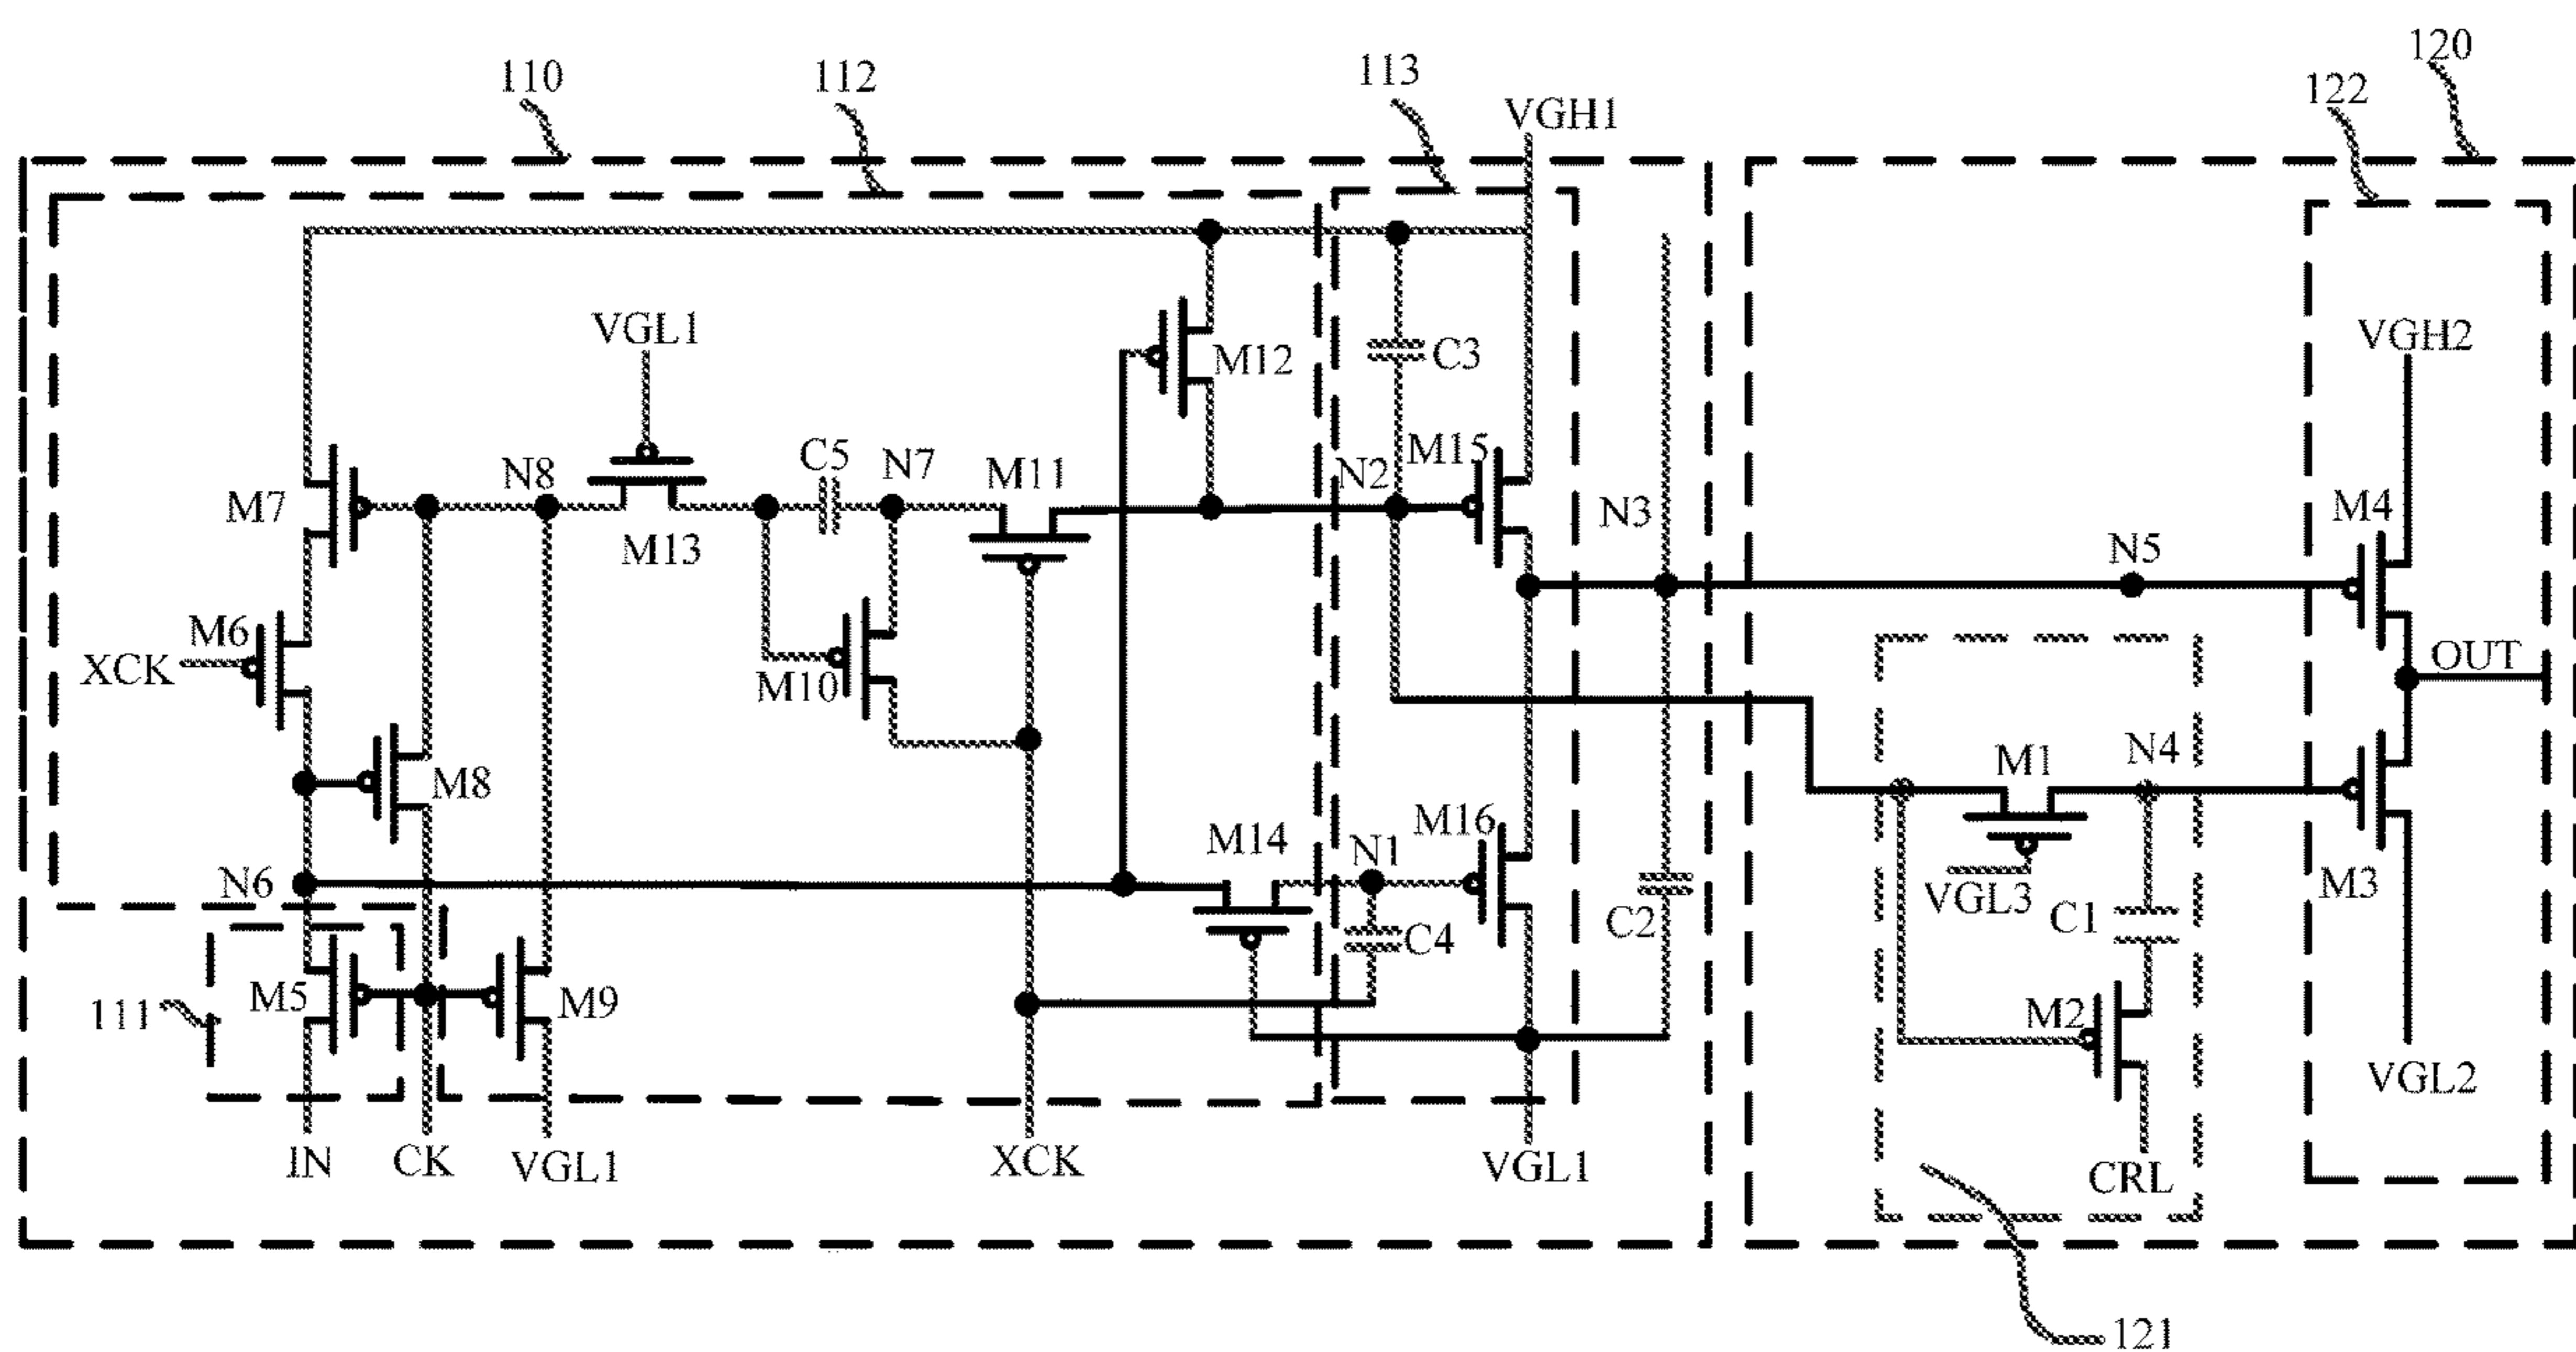 110
112
113
120
122
VGH1
VGL1
M12
C3
VGH2
M7
N8
C5
N7
M11
N2
M15
N3
M4
M13
N5
M6
XCK
M10
OUT
M8
M1
N4
M14
N1
M16
N6
VGL3
C1
M3
C4
C2
M5
M9
M2
111
VGL2
IN
CK
VGL1
XCK
VGL1
CRL
121